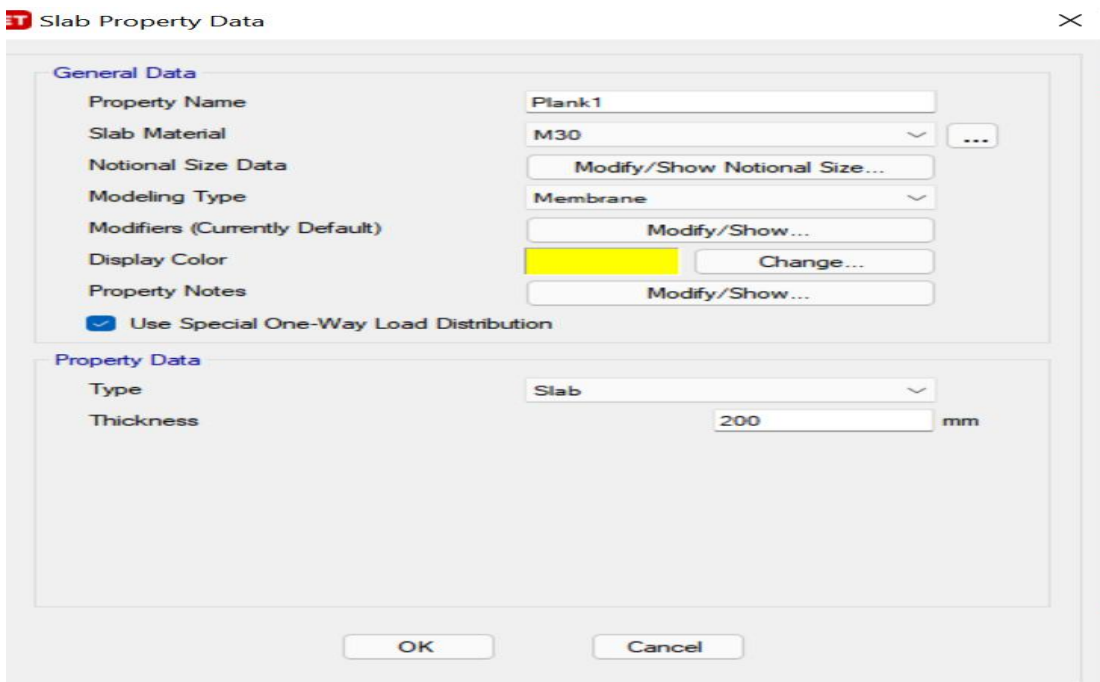 ET Slab Property Data
General Data
Property Name Plank1
Slab Material M30 ...
Notional Size Data Modify/Show Notional Size...
Modeling Type Membrane
Modifiers (Currently Default) Modify/Show...
Display Color Change...
Property Notes Modify/Show...
Use Special One-Way Load Distribution
Property Data
Type Slab
Thickness 200 mm
OK Cancel